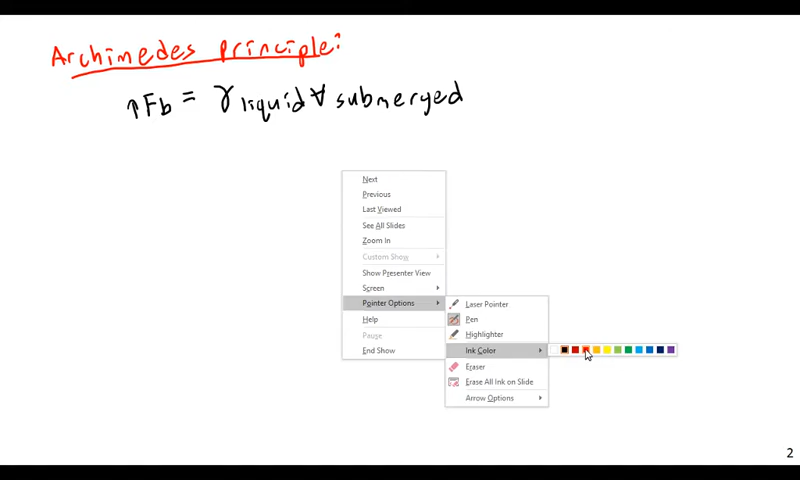 Archimedes principle:
↑Fb = γ liquid ∀ submerged
Next
Previous
Last Viewed
See All Slides
Zoom In
Custom Show
Show Presenter View
Screen
Pointer Options
Help
Pause
End Show
Laser Pointer
Pen
Highlighter
Ink Color
Eraser
Erase All Ink on Slide
Arrow Options
2